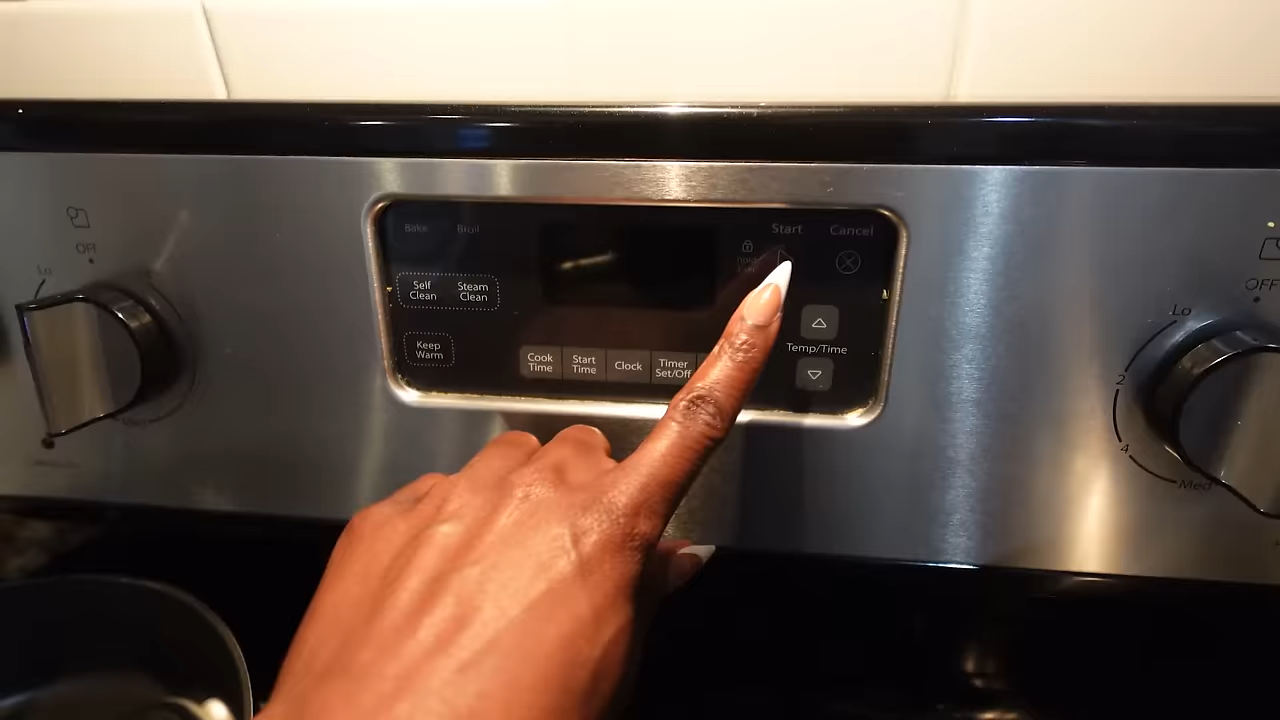 Bake
Broil
Start
Cancel
Self
Clean
Steam
Clean
Keep
Warm
Cook
Time
Start
Time
Clock
Timer
Set/Off
Temp/Time
OFF
Lo
OFF
Lo
2
4
Med